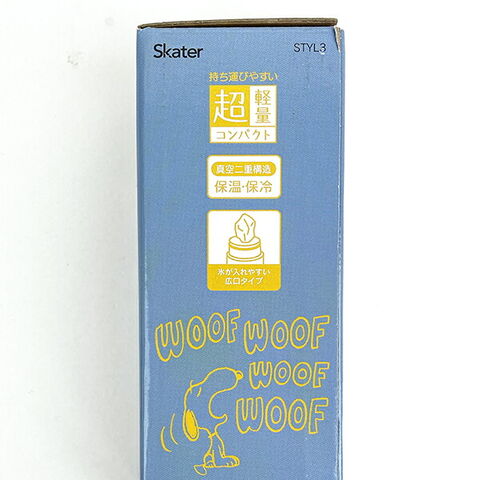 Skater STYL3
持ち運びやすい
超軽量
コンパクト
真空二重構造
保温・保冷
氷が入れやすい
広口タイプ
WOOF WOOF
WOOF
WOOF